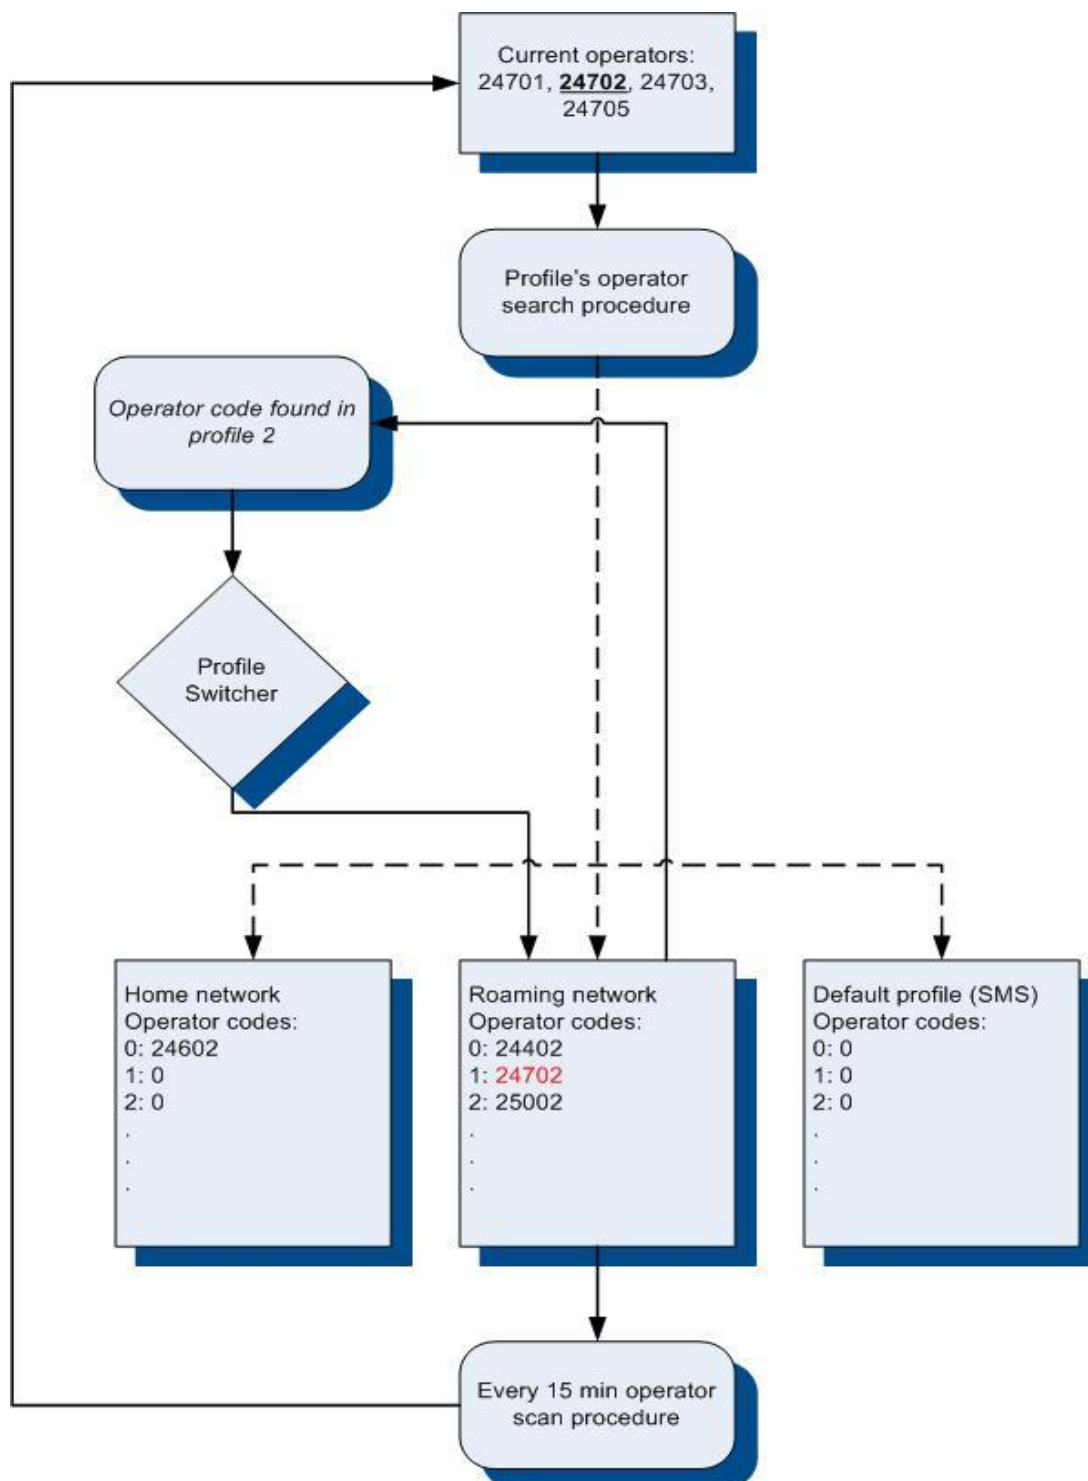 Current operators:
24701, 24702, 24703,
24705
Profile's operator
search procedure
Operator code found in
profile 2
Profile
Switcher
Home network
Operator codes:
0: 24602
1: 0
2: 0
.
.
.
Roaming network
Operator codes:
0: 24402
1: 24702
2: 25002
.
.
.
Default profile (SMS)
Operator codes:
0: 0
1: 0
2: 0
.
.
.
Every 15 min operator
scan procedure